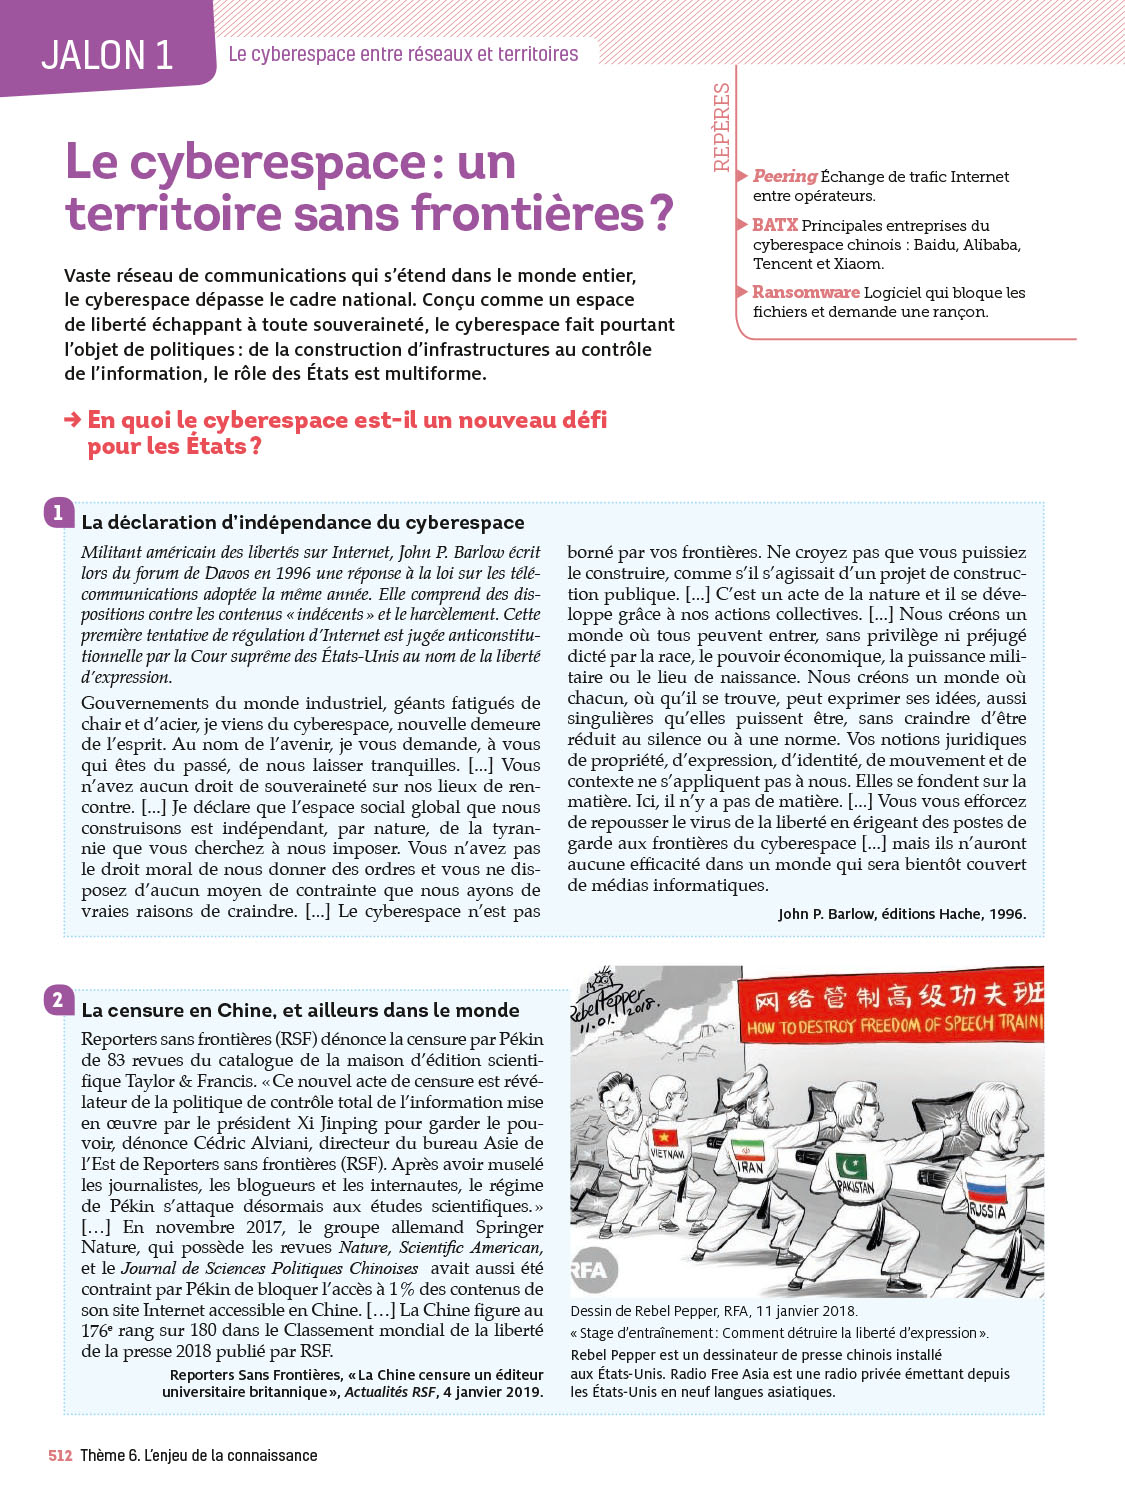 JALON 1
Le cyberespace entre réseaux et territoires
Le cyberespace : un
territoire sans frontières ?
Vaste réseau de communications qui s’étend dans le monde entier,
le cyberespace dépasse le cadre national. Conçu comme un espace
de liberté échappant à toute souveraineté, le cyberespace fait pourtant
l’objet de politiques : de la construction d’infrastructures au contrôle
de l’information, le rôle des États est multiforme.
→ En quoi le cyberespace est-il un nouveau défi
pour les États ?
REPÈRES
▶ Peering Échange de trafic Internet
entre opérateurs.
▶ BATX Principales entreprises du
cyberespace chinois : Baidu, Alibaba,
Tencent et Xiaom.
▶ Ransomware Logiciel qui bloque les
fichiers et demande une rançon.
1
La déclaration d’indépendance du cyberespace
Militant américain des libertés sur Internet, John P. Barlow écrit
lors du forum de Davos en 1996 une réponse à la loi sur les télé-
communications adoptée la même année. Elle comprend des dis-
positions contre les contenus « indécents » et le harcèlement. Cette
première tentative de régulation d’Internet est jugée anticonstitu-
tionnelle par la Cour suprême des États-Unis au nom de la liberté
d’expression.
Gouvernements du monde industriel, géants fatigués de
chair et d’acier, je viens du cyberespace, nouvelle demeure
de l’esprit. Au nom de l’avenir, je vous demande, à vous
qui êtes du passé, de nous laisser tranquilles. [...] Vous
n’avez aucun droit de souveraineté sur nos lieux de ren-
contre. [...] Je déclare que l’espace social global que nous
construisons est indépendant, par nature, de la tyran-
nie que vous cherchez à nous imposer. Vous n’avez pas
le droit moral de nous donner des ordres et vous ne dis-
posez d’aucun moyen de contrainte que nous ayons de
vraies raisons de craindre. [...] Le cyberespace n’est pas
borné par vos frontières. Ne croyez pas que vous puissiez
le construire, comme s’il s’agissait d’un projet de construc-
tion publique. [...] C’est un acte de la nature et il se déve-
loppe grâce à nos actions collectives. [...] Nous créons un
monde où tous peuvent entrer, sans privilège ni préjugé
dicté par la race, le pouvoir économique, la puissance mili-
taire ou le lieu de naissance. Nous créons un monde où
chacun, où qu’il se trouve, peut exprimer ses idées, aussi
singulières qu’elles puissent être, sans craindre d’être
réduit au silence ou à une norme. Vos notions juridiques
de propriété, d’expression, d’identité, de mouvement et de
contexte ne s’appliquent pas à nous. Elles se fondent sur la
matière. Ici, il n’y a pas de matière. [...] Vous vous efforcez
de repousser le virus de la liberté en érigeant des postes de
garde aux frontières du cyberespace [...] mais ils n’auront
aucune efficacité dans un monde qui sera bientôt couvert
de médias informatiques.
John P. Barlow, éditions Hache, 1996.
2
La censure en Chine, et ailleurs dans le monde
Reporters sans frontières (RSF) dénonce la censure par Pékin
de 83 revues du catalogue de la maison d’édition scienti-
fique Taylor & Francis. « Ce nouvel acte de censure est révé-
lateur de la politique de contrôle total de l’information mise
en œuvre par le président Xi Jinping pour garder le pou-
voir, dénonce Cédric Alviani, directeur du bureau Asie de
l’Est de Reporters sans frontières (RSF). Après avoir muselé
les journalistes, les blogueurs et les internautes, le régime
de Pékin s’attaque désormais aux études scientifiques. »
[…] En novembre 2017, le groupe allemand Springer
Nature, qui possède les revues Nature, Scientific American,
et le Journal de Sciences Politiques Chinoises avait aussi été
contraint par Pékin de bloquer l’accès à 1 % des contenus de
son site Internet accessible en Chine. […] La Chine figure au
176e rang sur 180 dans le Classement mondial de la liberté
de la presse 2018 publié par RSF.
Reporters Sans Frontières, « La Chine censure un éditeur
universitaire britannique », Actualités RSF, 4 janvier 2019.
Rebel Pepper
11.01.2018.
网络管制高级功夫班
HOW TO DESTROY FREEDOM OF SPEECH TRAINI
VIETNAM
IRAN
PAKISTAN
RUSSIA
RFA
Dessin de Rebel Pepper, RFA, 11 janvier 2018.
« Stage d’entraînement : Comment détruire la liberté d’expression ».
Rebel Pepper est un dessinateur de presse chinois installé
aux États-Unis. Radio Free Asia est une radio privée émettant depuis
les États-Unis en neuf langues asiatiques.
512 Thème 6. L’enjeu de la connaissance